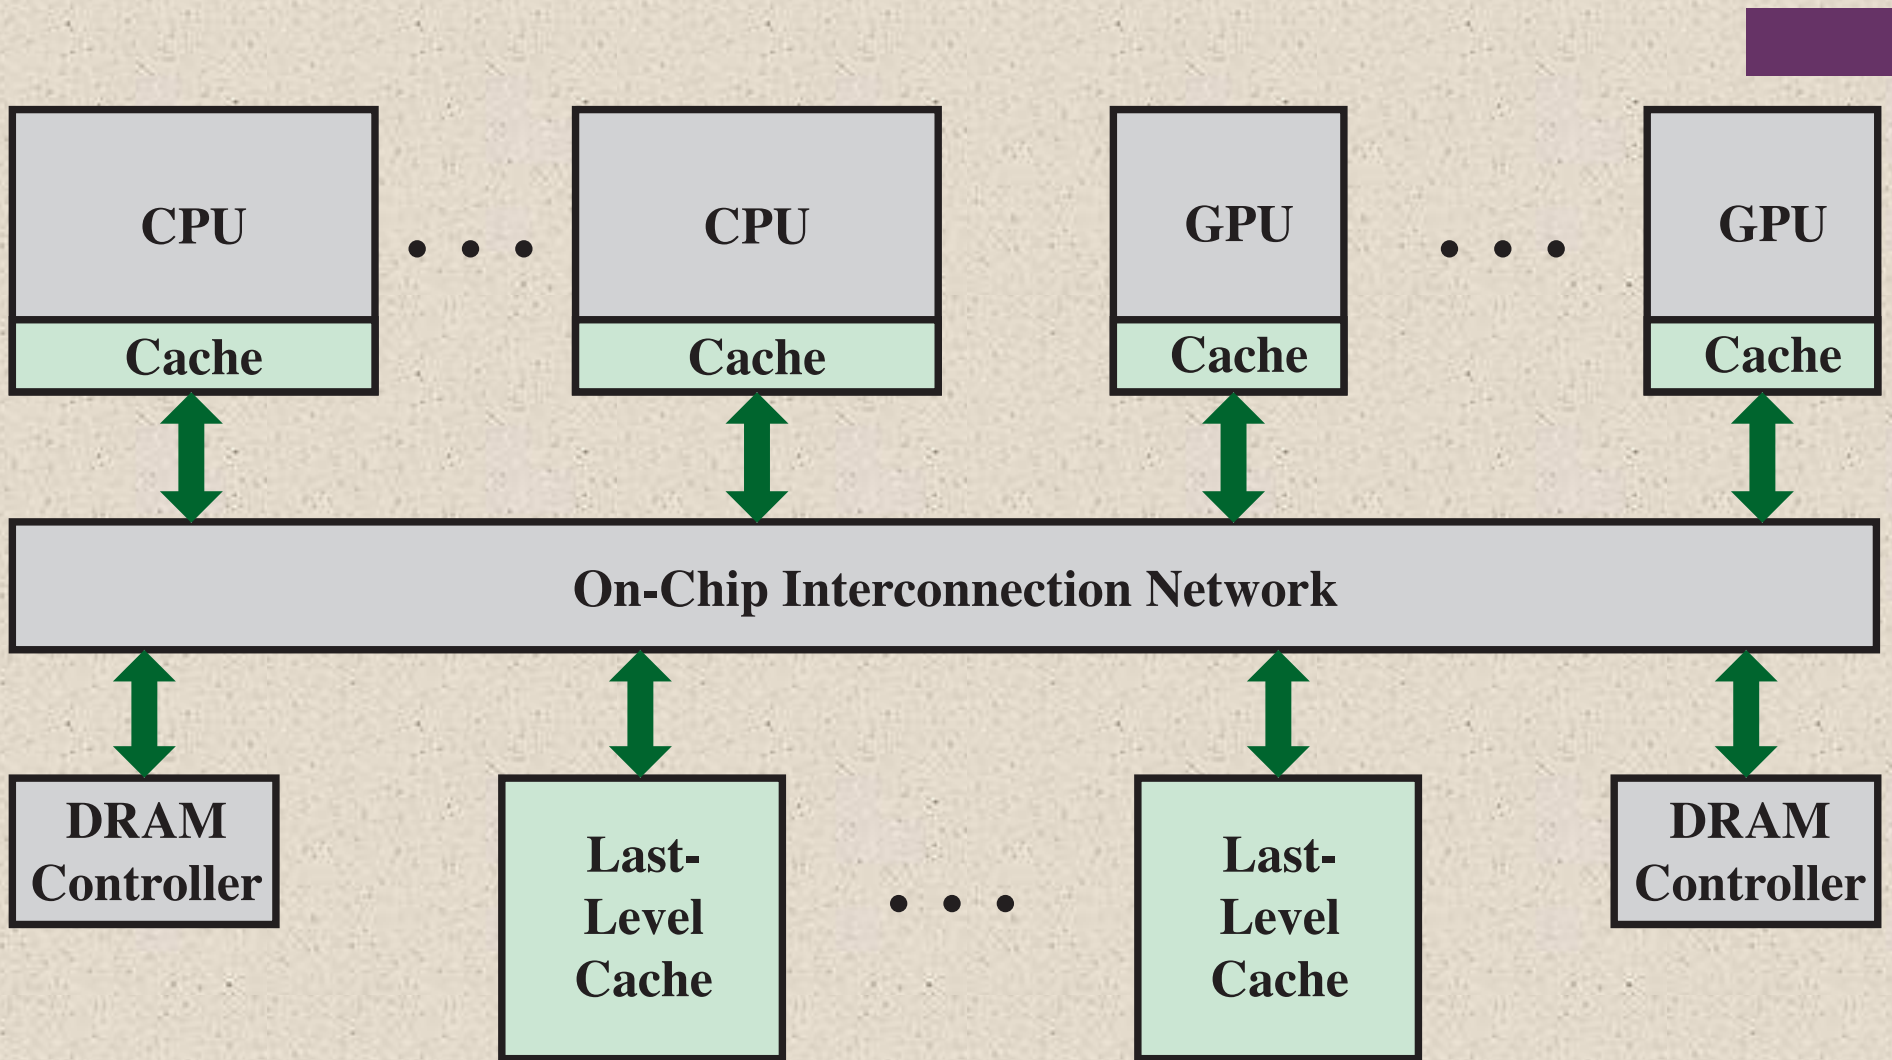 CPU
CPU
GPU
GPU
Cache
Cache
Cache
Cache
On-Chip Interconnection Network
DRAM
Controller
Last-
Level
Cache
Last-
Level
Cache
DRAM
Controller